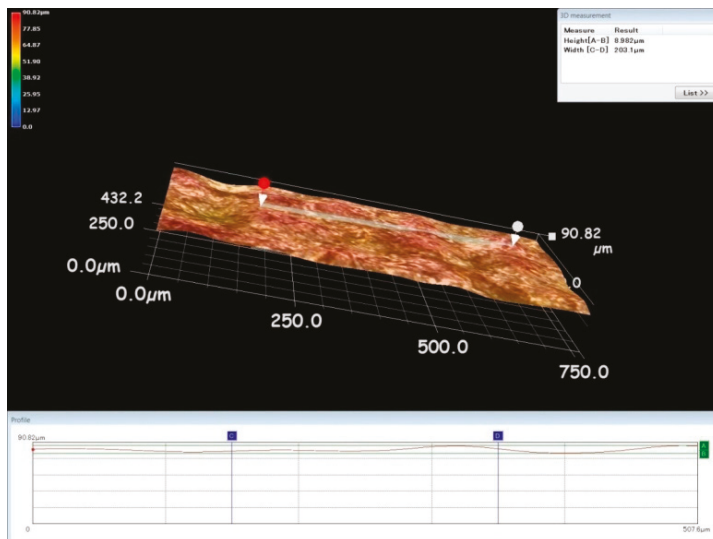 90.82μm
77.85
64.87
51.90
38.92
25.95
12.97
0.0
3D measurement
Measure Result
Height[A-B] 8.982μm
Width [C-D] 203.1μm
List >>
432.2
250.0
0.0μm
0.0μm
250.0
500.0
750.0
90.82
μm
.0
Profile
90.82μm
C
D
A
B
0
507.6μm